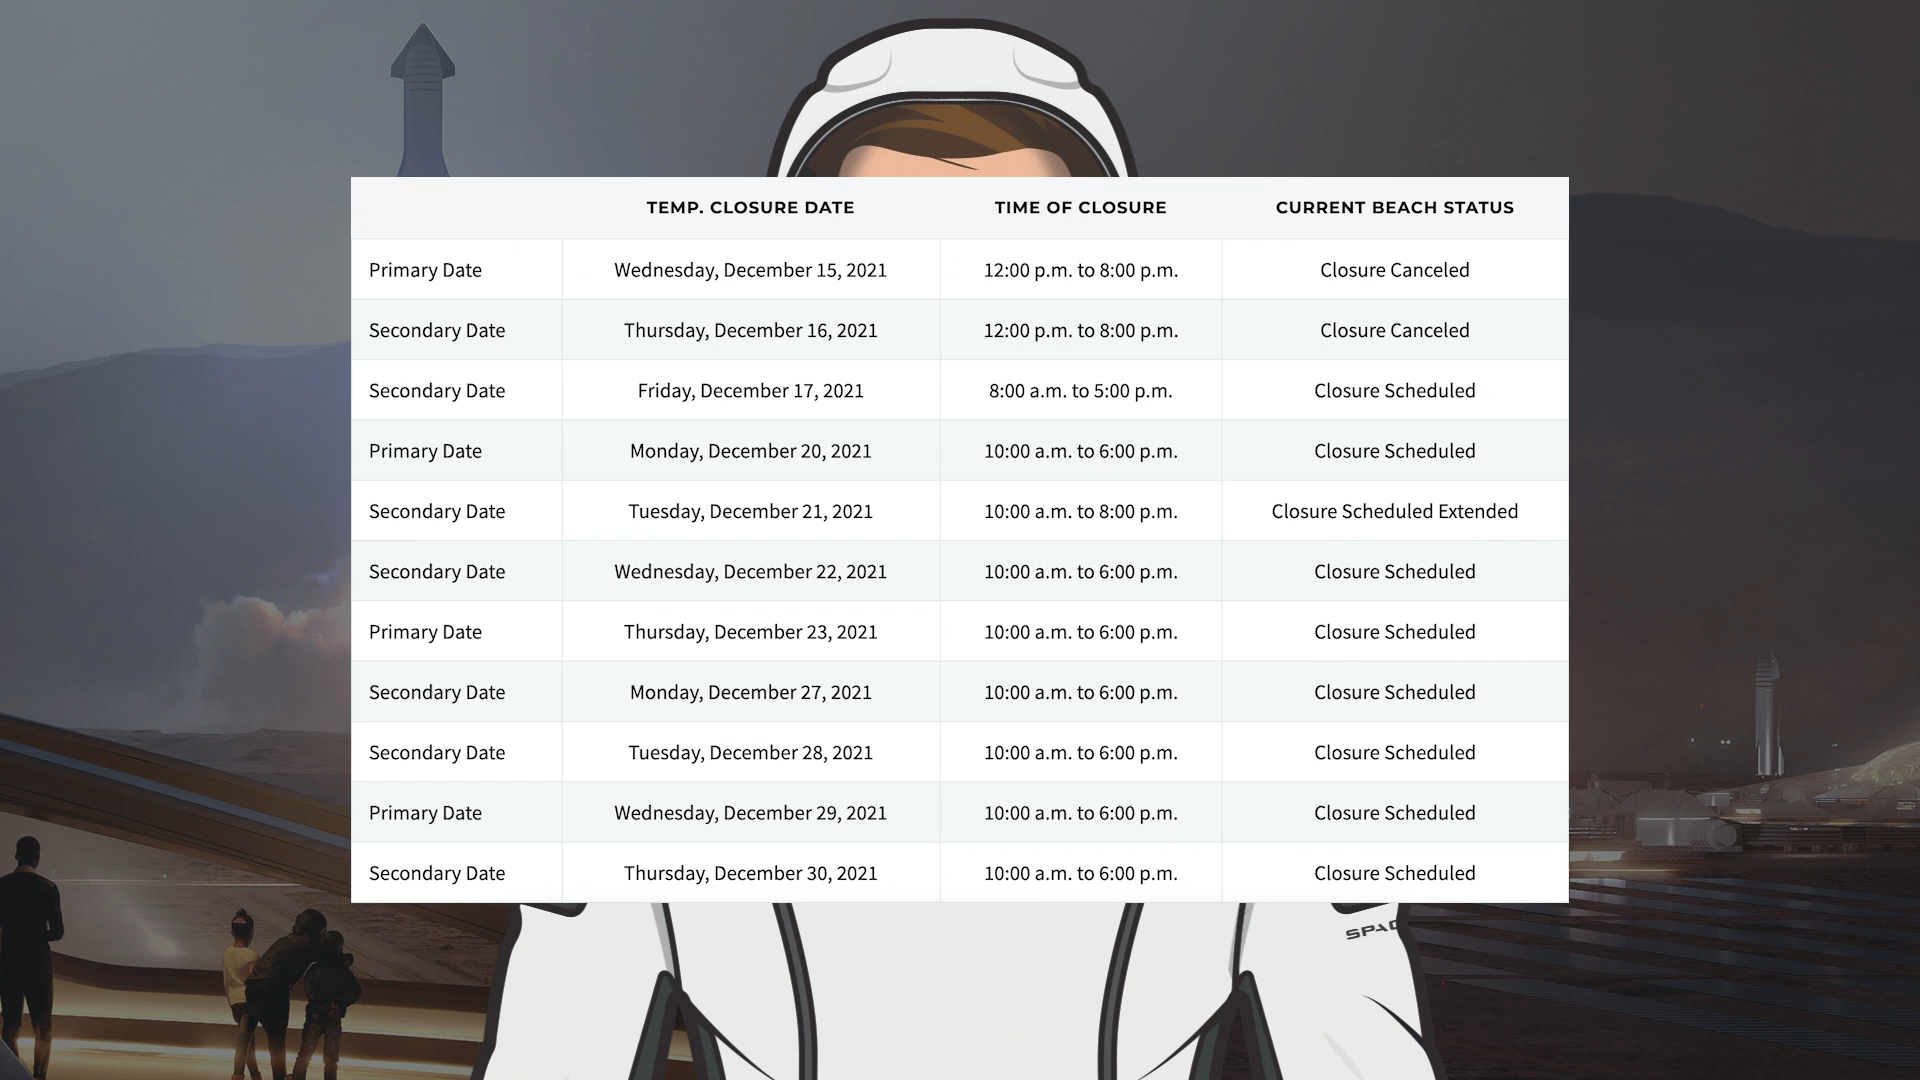 TEMP. CLOSURE DATE TIME OF CLOSURE CURRENT BEACH STATUS
Primary Date Wednesday, December 15, 2021 12:00 p.m. to 8:00 p.m. Closure Canceled
Secondary Date Thursday, December 16, 2021 12:00 p.m. to 8:00 p.m. Closure Canceled
Secondary Date Friday, December 17, 2021 8:00 a.m. to 5:00 p.m. Closure Scheduled
Primary Date Monday, December 20, 2021 10:00 a.m. to 6:00 p.m. Closure Scheduled
Secondary Date Tuesday, December 21, 2021 10:00 a.m. to 8:00 p.m. Closure Scheduled Extended
Secondary Date Wednesday, December 22, 2021 10:00 a.m. to 6:00 p.m. Closure Scheduled
Primary Date Thursday, December 23, 2021 10:00 a.m. to 6:00 p.m. Closure Scheduled
Secondary Date Monday, December 27, 2021 10:00 a.m. to 6:00 p.m. Closure Scheduled
Secondary Date Tuesday, December 28, 2021 10:00 a.m. to 6:00 p.m. Closure Scheduled
Primary Date Wednesday, December 29, 2021 10:00 a.m. to 6:00 p.m. Closure Scheduled
Secondary Date Thursday, December 30, 2021 10:00 a.m. to 6:00 p.m. Closure Scheduled
SPAC